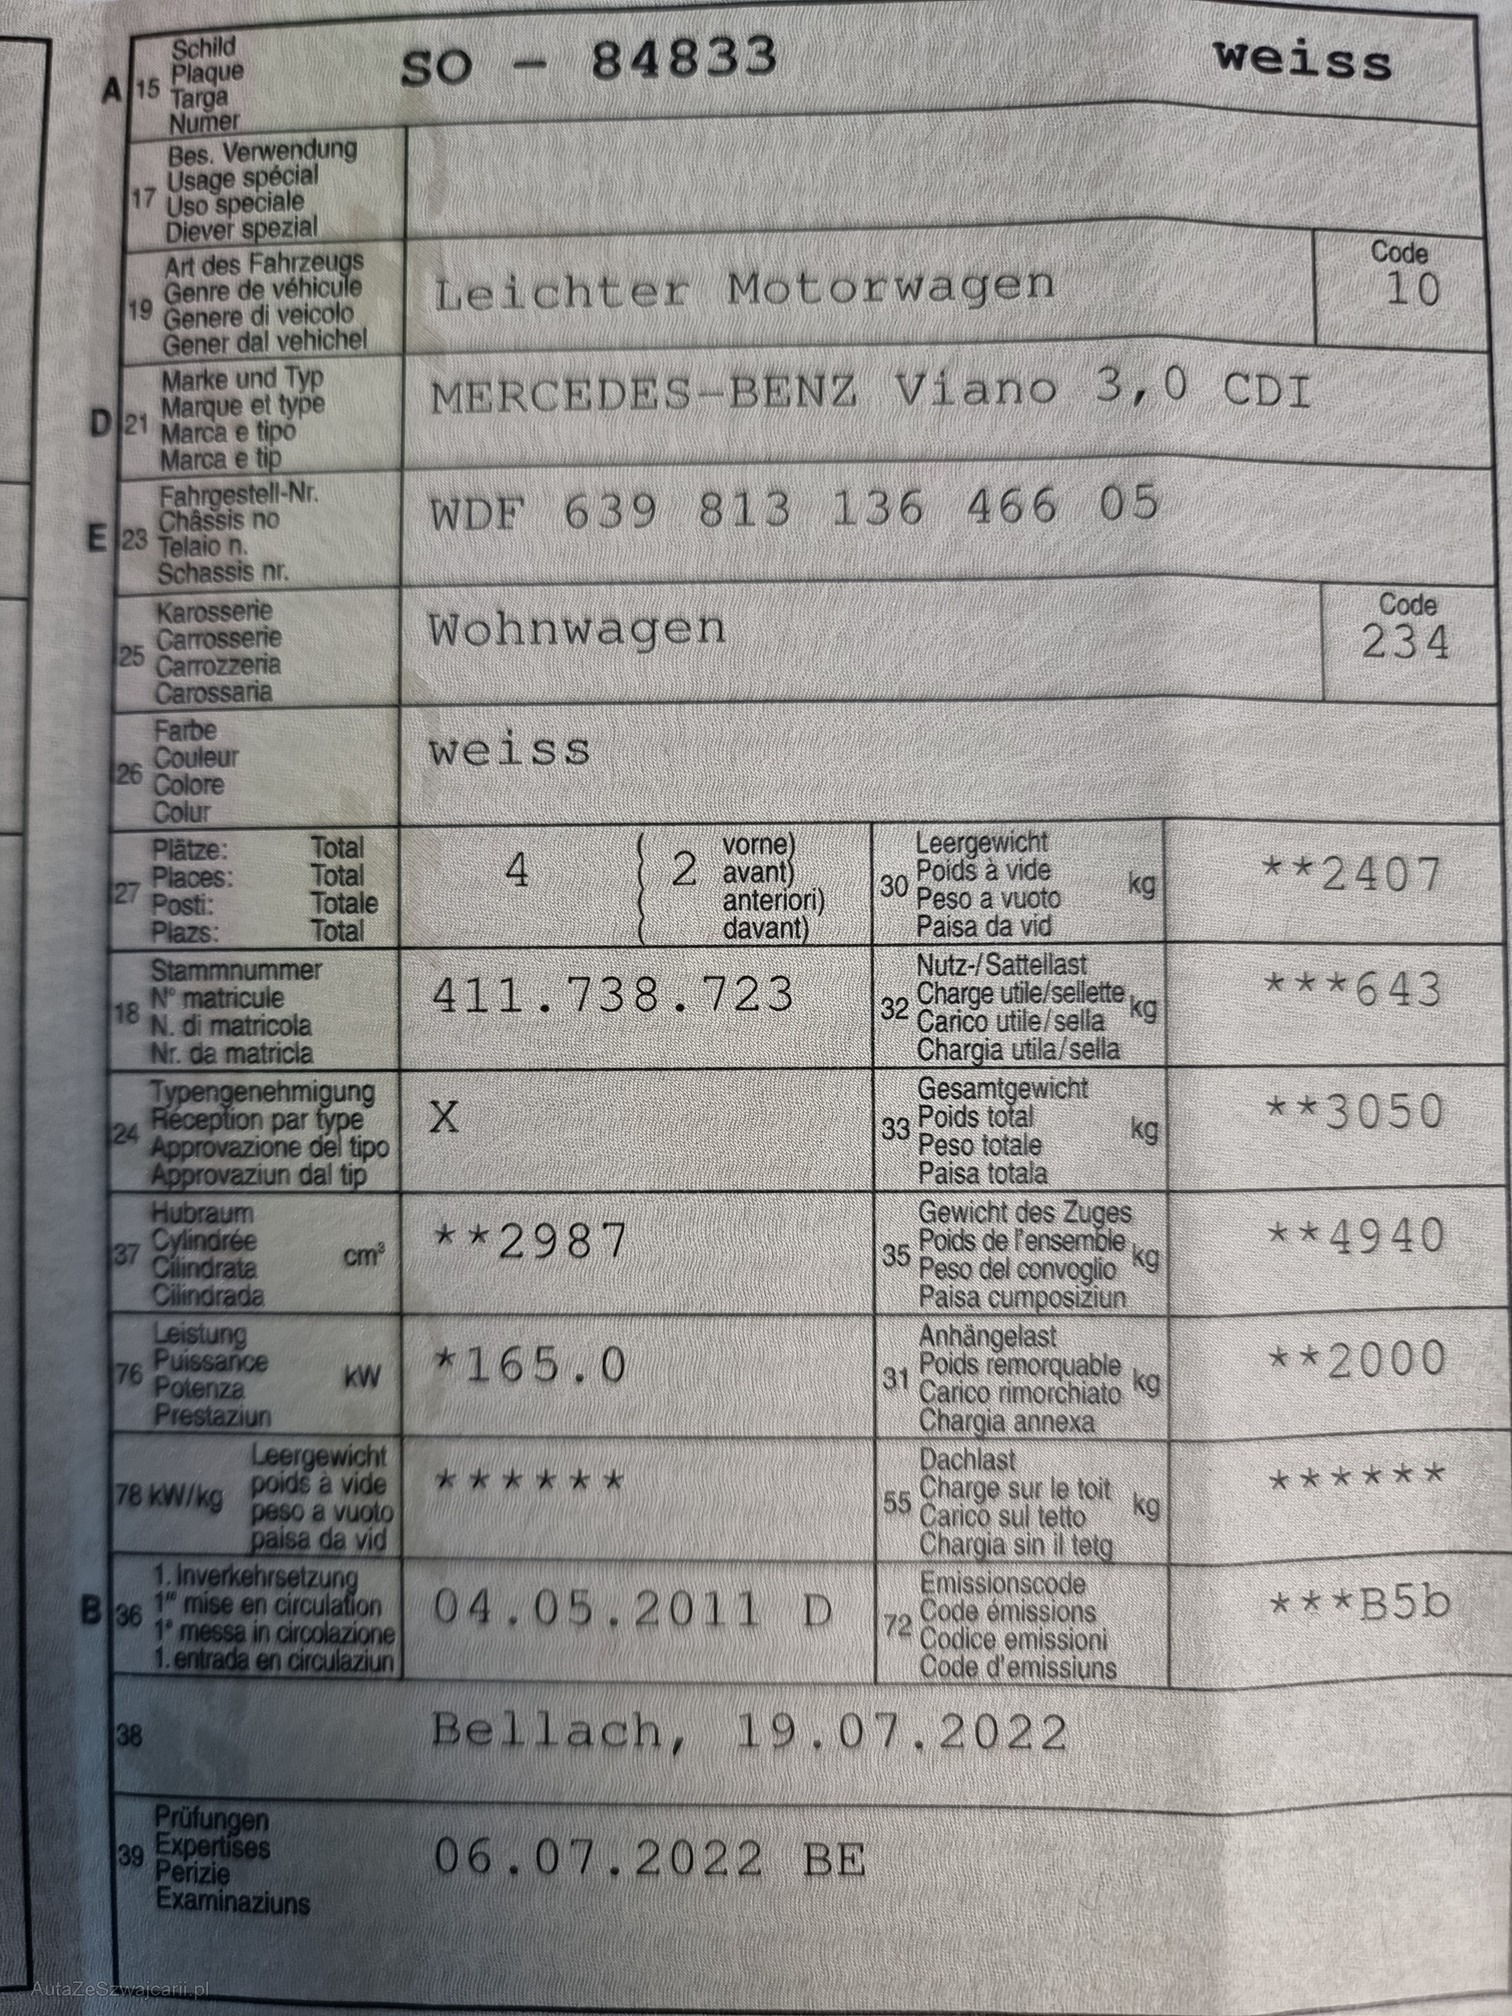 A 15 Schild Plaque Targa Numer SO - 84833 weiss
17 Bes. Verwendung Usage spécial Uso speciale Diever spezial
19 Art des Fahrzeugs Genre de véhicule Genere di veicolo Gener dal vehichel Leichter Motorwagen Code 10
D 21 Marke und Typ Marque et type Marca e tipo Marca e tip MERCEDES-BENZ Viano 3,0 CDI
E 23 Fahrgestell-Nr. Châssis no Telaio n. Schassis nr. WDF 639 813 136 466 05
25 Karosserie Carrosserie Carrozzeria Carossaria Wohnwagen Code 234
26 Farbe Couleur Colore Colur weiss
27 Plätze: Total Places: Total Posti: Totale Plazs: Total 4 ( 2 vorne) avant) anteriori) davant)
30 Leergewicht Poids à vide Peso a vuoto Paisa da vid kg **2407
18 Stammnummer N° matricule N. di matricola Nr. da matricla 411.738.723
32 Nutz-/Sattellast Charge utile/sellette Carico utile/sella Chargia utila/sella kg ***643
24 Typengenehmigung Réception par type Approvazione del tipo Approvaziun dal tip X
33 Gesamtgewicht Poids total Peso totale Paisa totala kg **3050
37 Hubraum Cylindrée Cilindrata Cilindrada cm³ **2987
35 Gewicht des Zuges Poids de l'ensemble Peso del convoglio Paisa cumposiziun kg **4940
76 Leistung Puissance Potenza Prestaziun kW *165.0
31 Anhängelast Poids remorquable Carico rimorchiato Chargia annexa kg **2000
78 kW/kg Leergewicht poids à vide peso a vuoto paisa da vid ******
55 Dachlast Charge sur le toit Carico sul tetto Chargia sin il tetg kg ******
B 36 1. Inverkehrsetzung 1re mise en circulation 1a messa in circolazione 1. entrada en circulaziun 04.05.2011 D
72 Emissionscode Code émissions Codice emissioni Code d'emissiuns ***B5b
38 Bellach, 19.07.2022
39 Prüfungen Expertises Perizie Examinaziuns 06.07.2022 BE
AutaZeSzwajcarii.pl